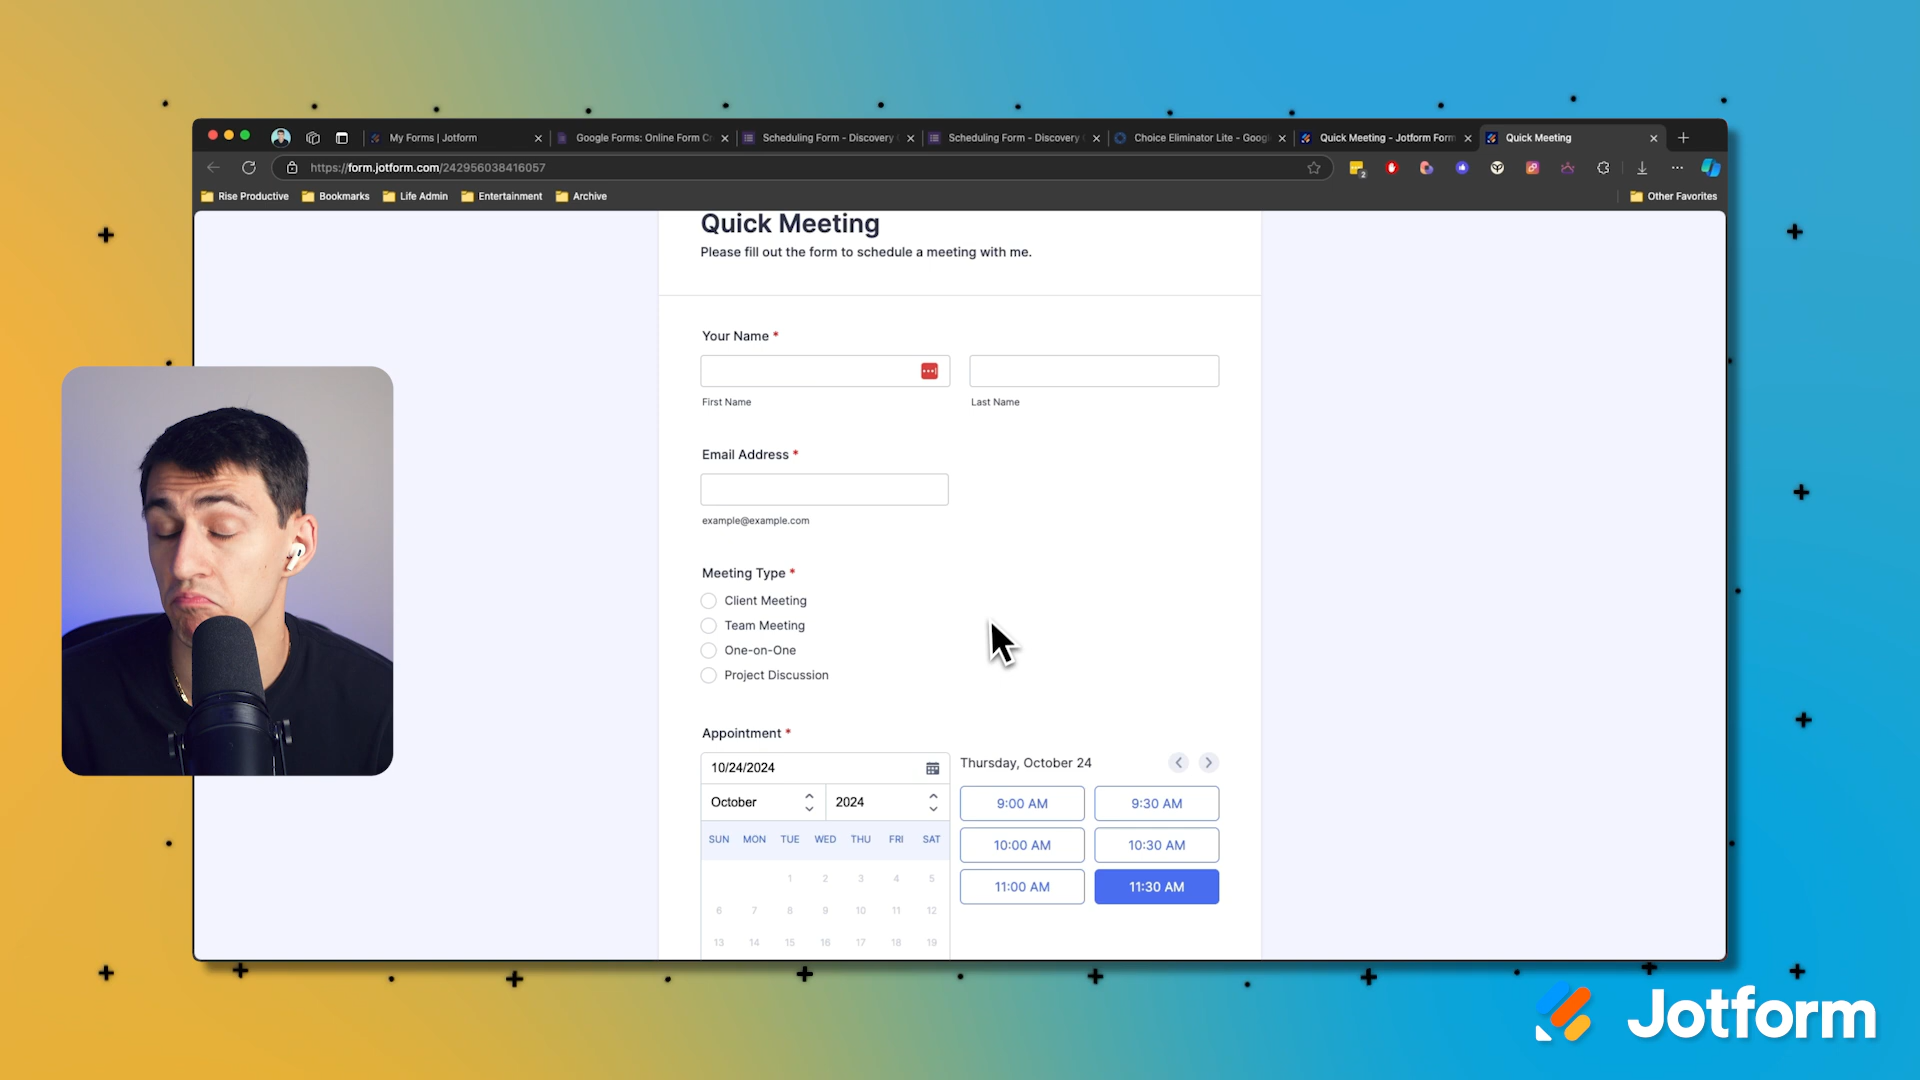 My Forms | Jotform
Google Forms: Online Form C
Scheduling Form - Discovery
Scheduling Form - Discovery
Choice Eliminator Lite - Goog
Quick Meeting - Jotform Form
Quick Meeting
https://form.jotform.com/242956038416057
2
Rise Productive
Bookmarks
Life Admin
Entertainment
Archive
Other Favorites
Quick Meeting
Please fill out the form to schedule a meeting with me.
Your Name *
First Name
Last Name
Email Address *
example@example.com
Meeting Type *
Client Meeting
Team Meeting
One-on-One
Project Discussion
Appointment *
10/24/2024
Thursday, October 24
October
2024
9:00 AM
9:30 AM
SUN MON TUE WED THU FRI SAT
10:00 AM
10:30 AM
1 2 3 4 5
11:00 AM
11:30 AM
6 7 8 9 10 11 12
13 14 15 16 17 18 19
Jotform